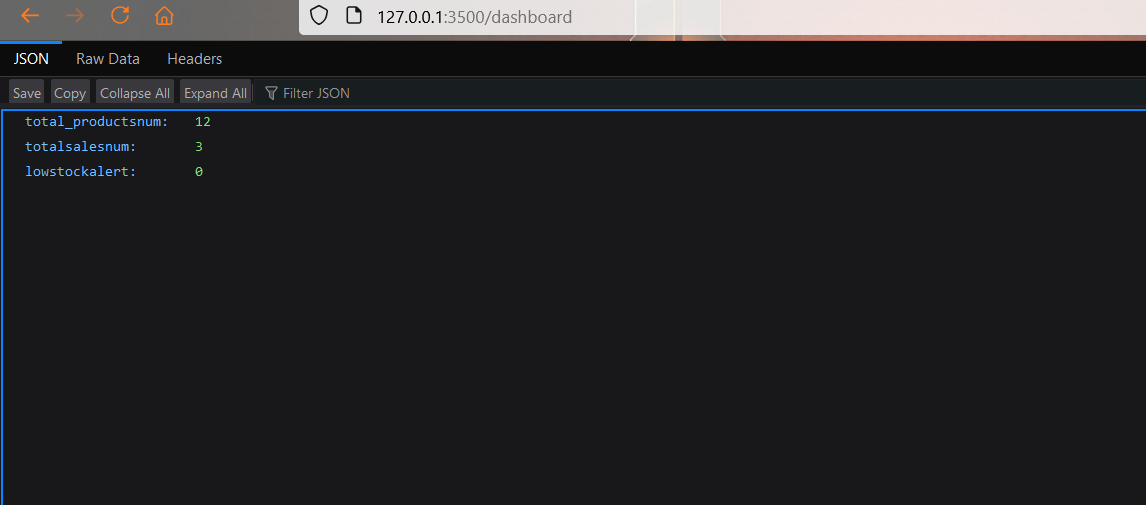 127.0.0.1:3500/dashboard
JSON Raw Data Headers
Save Copy Collapse All Expand All Filter JSON
total_productsnum: 12
totalsalesnum: 3
lowstockalert: 0